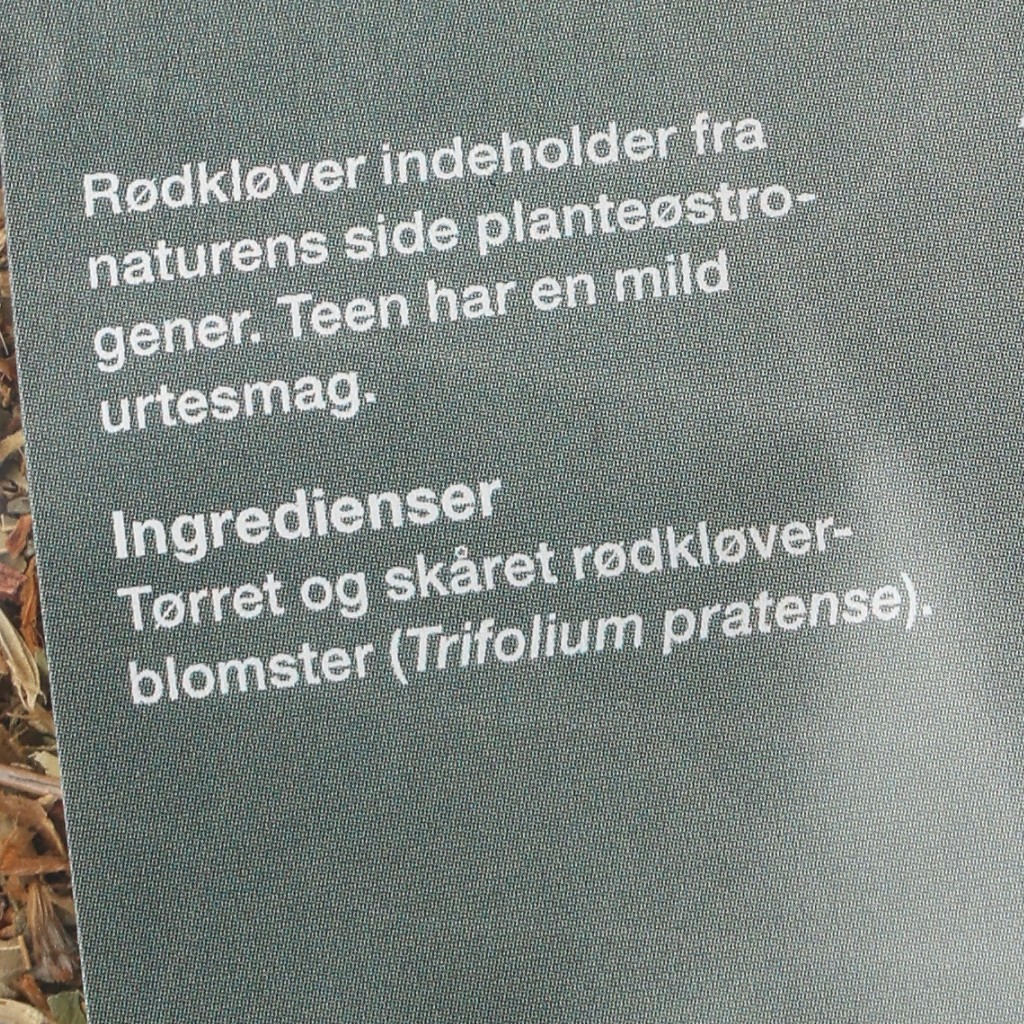 Rødkløver indeholder fra
naturens side planteøstro-
gener. Teen har en mild
urtesmag.
Ingredienser
Tørret og skåret rødkløver-
blomster (Trifolium pratense).